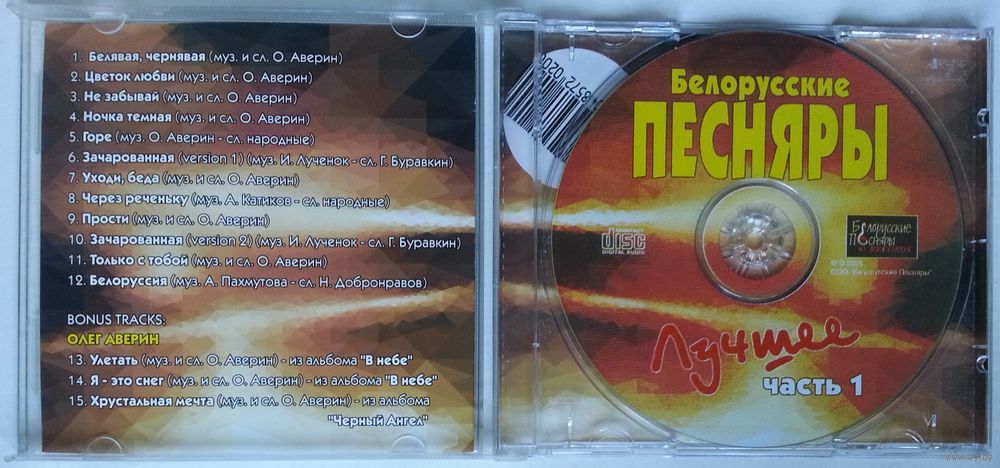 1. Белявая, чернявая (муз. и сл. О. Аверин)
2. Цветок любви (муз. и сл. О. Аверин)
3. Не забывай (муз. и сл. О. Аверин)
4. Ночка темная (муз. и сл. О. Аверин)
5. Горе (муз. О. Аверин - сл. народные)
6. Зачарованная (version 1) (муз. И. Лученок - сл. Г. Буравкин)
7. Уходи, беда (муз. и сл. О. Аверин)
8. Через реченьку (муз. А. Катиков - сл. народные)
9. Прости (муз. и сл. О. Аверин)
10. Зачарованная (version 2) (муз. И. Лученок - сл. Г. Буравкин)
11. Только с тобой (муз. и сл. О. Аверин)
12. Белоруссия (муз. А. Пахмутова - сл. Н. Добронравов)
BONUS TRACKS:
ОЛЕГ АВЕРИН
13. Улетать (муз. и сл. О. Аверин) - из альбома "В небе"
14. Я - это снег (муз. и сл. О. Аверин) - из альбома "В небе"
15. Хрустальная мечта (муз. и сл. О. Аверин) - из альбома
"Черный Ангел"
Белорусские
ПЕСНЯРЫ
COMPACT
disc
DIGITAL AUDIO
Белорусские
Песняры
RECORDS
℗ © 2005
ООО "Белорусские Песняры"
Лучшее
часть 1